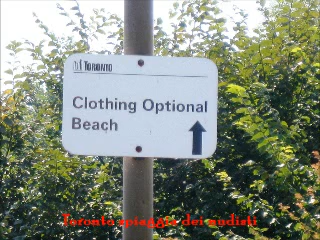 TORONTO
Clothing Optional
Beach
Toronto spiaggia dei nudisti